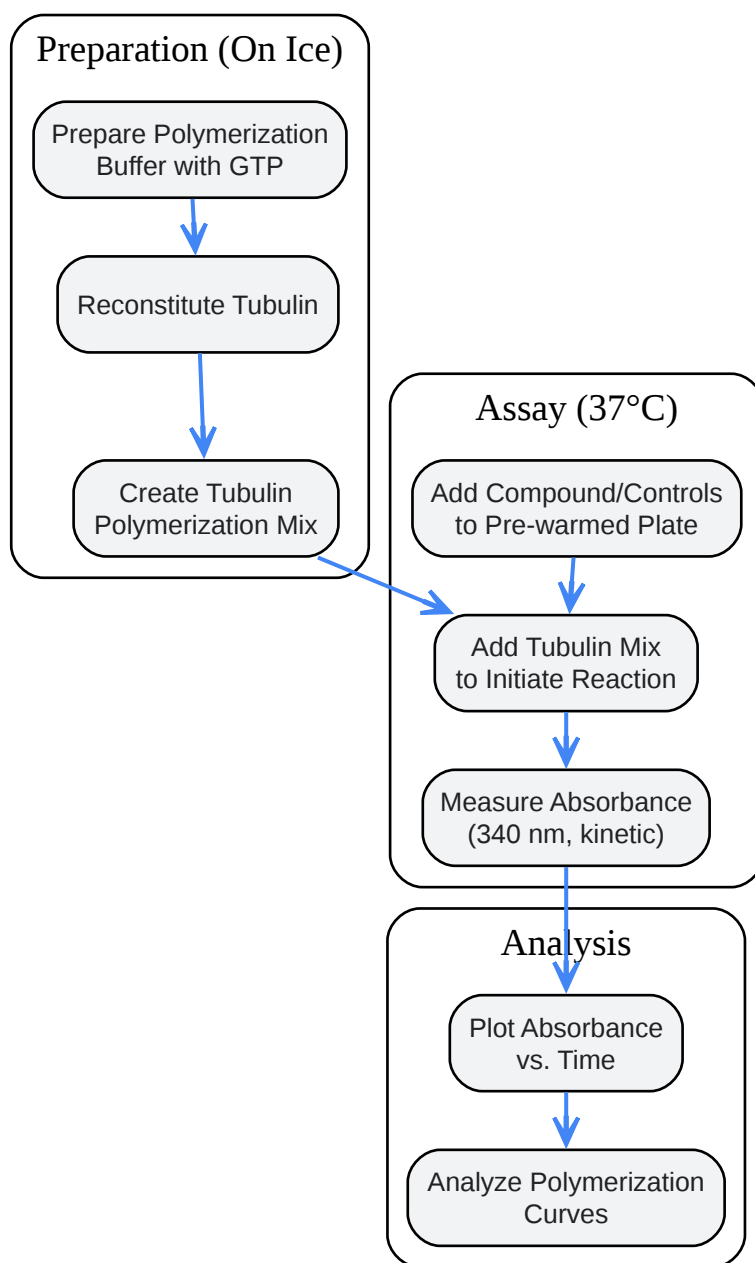 Preparation (On Ice)
Prepare Polymerization
Buffer with GTP
Reconstitute Tubulin
Create Tubulin
Polymerization Mix
Assay (37°C)
Add Compound/Controls
to Pre-warmed Plate
Add Tubulin Mix
to Initiate Reaction
Measure Absorbance
(340 nm, kinetic)
Analysis
Plot Absorbance
vs. Time
Analyze Polymerization
Curves